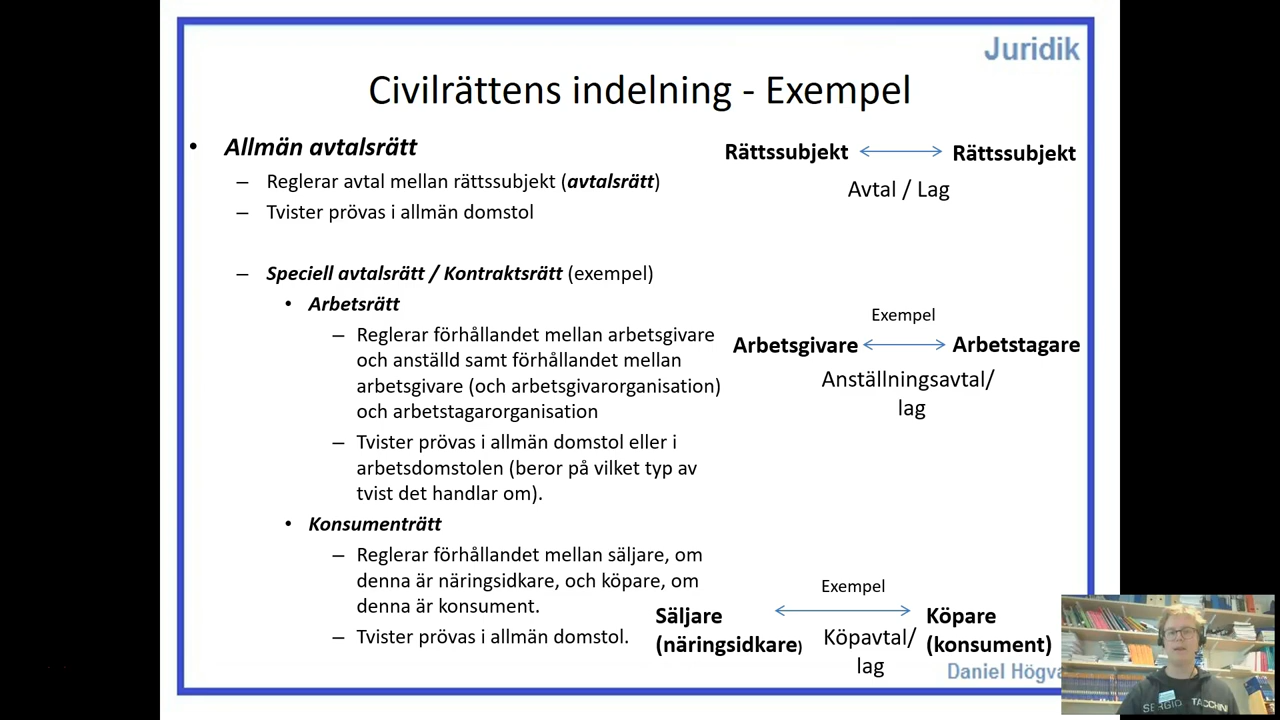 Juridik
Civilrättens indelning - Exempel
• Allmän avtalsrätt
– Reglerar avtal mellan rättssubjekt (avtalsrätt)
– Tvister prövas i allmän domstol
Rättssubjekt Rättssubjekt
Avtal / Lag
– Speciell avtalsrätt / Kontraktsrätt (exempel)
• Arbetsrätt
– Reglerar förhållandet mellan arbetsgivare
och anställd samt förhållandet mellan
arbetsgivare (och arbetsgivarorganisation)
och arbetstagarorganisation
– Tvister prövas i allmän domstol eller i
arbetsdomstolen (beror på vilket typ av
tvist det handlar om).
Exempel
Arbetsgivare Arbetstagare
Anställningsavtal/
lag
• Konsumenträtt
– Reglerar förhållandet mellan säljare, om
denna är näringsidkare, och köpare, om
denna är konsument.
– Tvister prövas i allmän domstol.
Exempel
Säljare
(näringsidkare)
Köpavtal/
lag
Köpare
(konsument)
Daniel
SERGIO TACCHINI